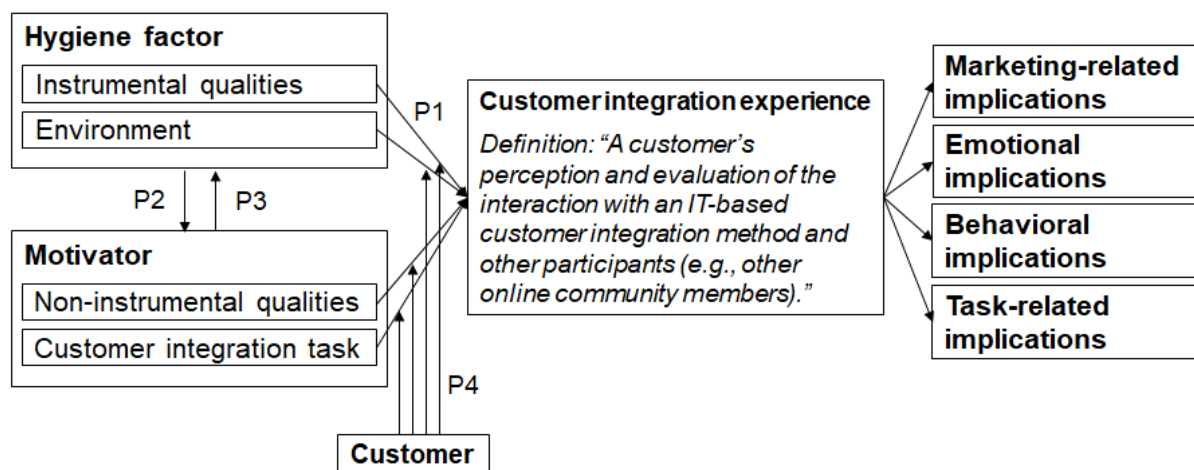 Hygiene factor
Instrumental qualities
Environment
P1
P2
P3
Motivator
Non-instrumental qualities
Customer integration task
P4
Customer
Customer integration experience
Definition: “A customer’s
perception and evaluation of the
interaction with an IT-based
customer integration method and
other participants (e.g., other
online community members).”
Marketing-related
implications
Emotional
implications
Behavioral
implications
Task-related
implications